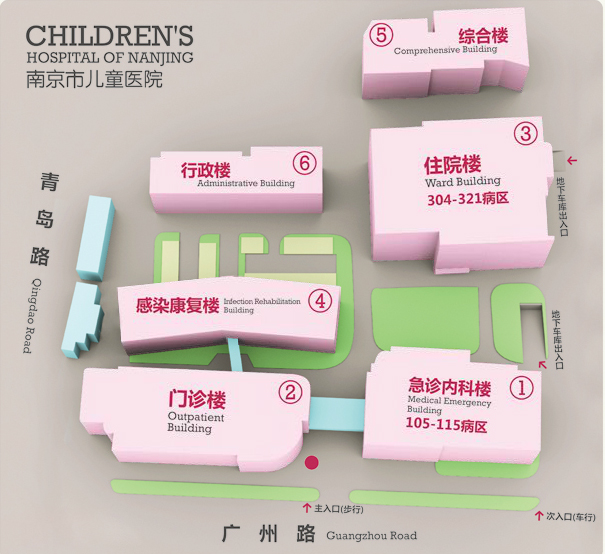 CHILDREN'S
HOSPITAL OF NANJING
南京市儿童医院
⑤ 综合楼
Comprehensive Building
③
住院楼
Ward Building
304-321病区
地下车库出入口
行政楼 ⑥
Administrative Building
青岛路
Qingdao Road
感染康复楼
Infection Rehabilitation
Building
④
地下车库出入口
门诊楼 ②
Outpatient
Building
急诊内科楼 ①
Medical Emergency
Building
105-115病区
主入口(步行)
次入口(车行)
广州路 Guangzhou Road